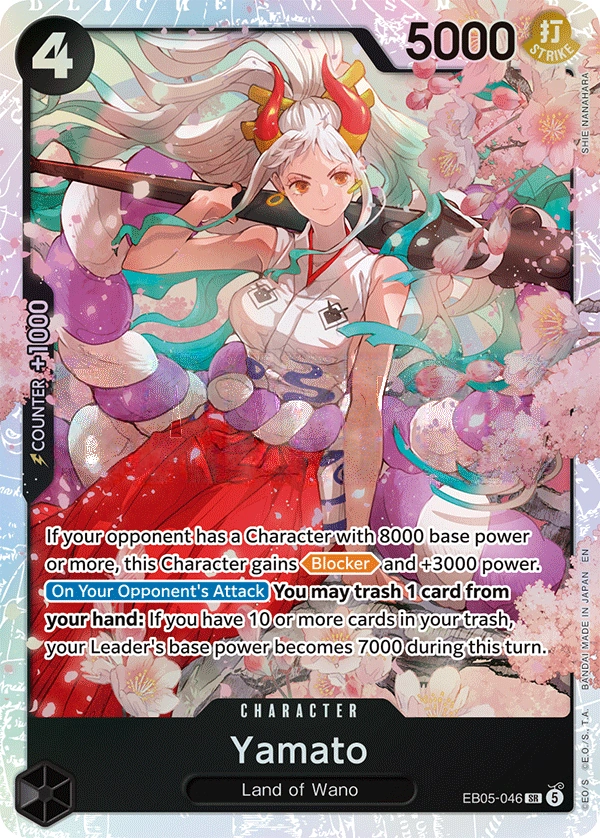 4
5000
打
STRIKE
SHIE NANAHARA
COUNTER +1000
If your opponent has a Character with 8000 base power
or more, this Character gains Blocker and +3000 power.
On Your Opponent's Attack You may trash 1 card from
your hand: If you have 10 or more cards in your trash,
your Leader's base power becomes 7000 during this turn.
©EO/S ©E.O./S., T.A. BANDAI MADE IN JAPAN EN
CHARACTER
Yamato
Land of Wano
EB05-046 SR 5